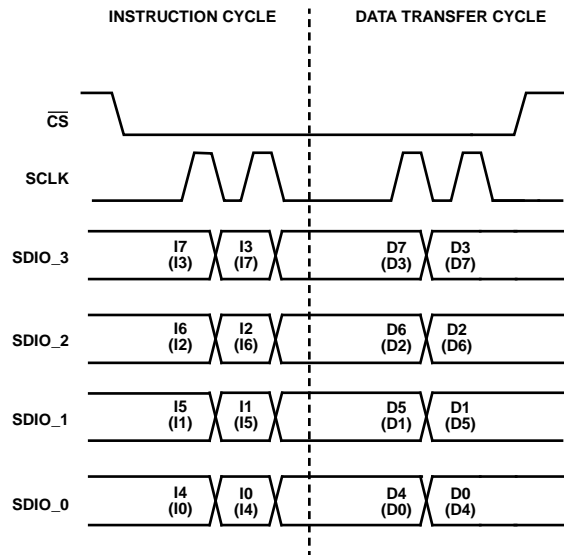 INSTRUCTION CYCLE DATA TRANSFER CYCLE
CS
SCLK
SDIO_3 I7 I3 D7 D3
(I3) (I7) (D3) (D7)
SDIO_2 I6 I2 D6 D2
(I2) (I6) (D2) (D6)
SDIO_1 I5 I1 D5 D1
(I1) (I5) (D1) (D5)
SDIO_0 I4 I0 D4 D0
(I0) (I4) (D0) (D4)